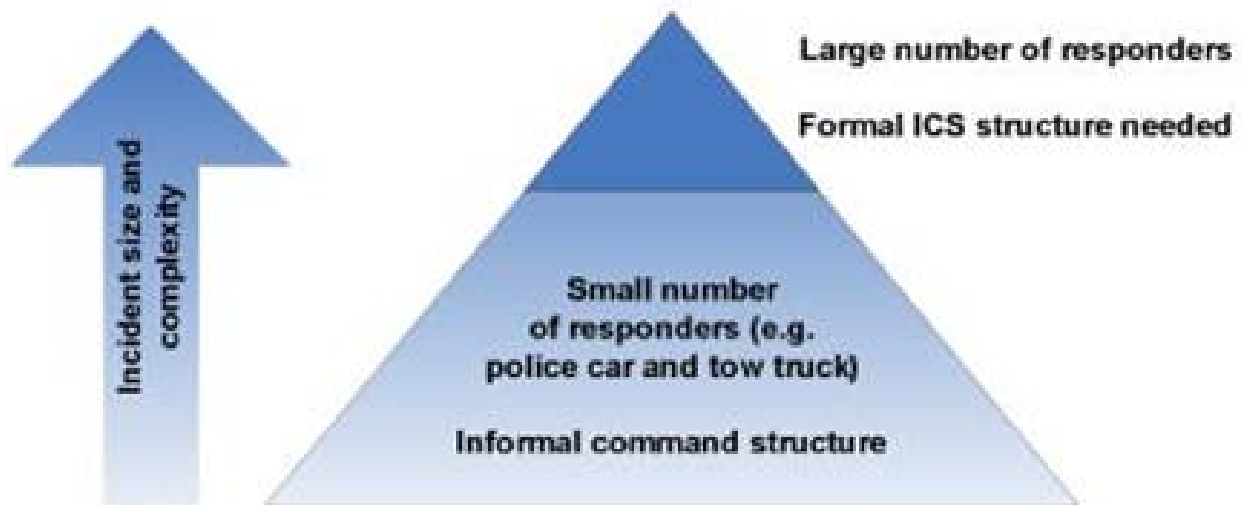 Incident size and
complexity
Large number of responders
Formal ICS structure needed
Small number
of responders (e.g.
police car and tow truck)
Informal command structure